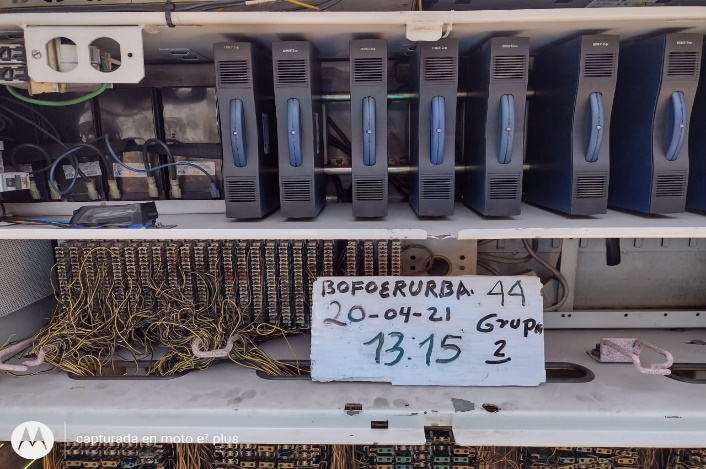 BOFOERURBA. 44
20-04-21 Grupo
13:15 2
capturada en moto e⁷ plus